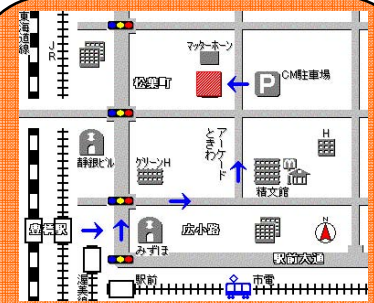 東海道線
JR
マッターホーン
松葉町
P
CM駐車場
静銀ビル
グリーンH
アーケード
ときわ
H
m
精文館
豊橋駅
広小路
みずほ
N
駅前大通
渥美線
駅前
市電